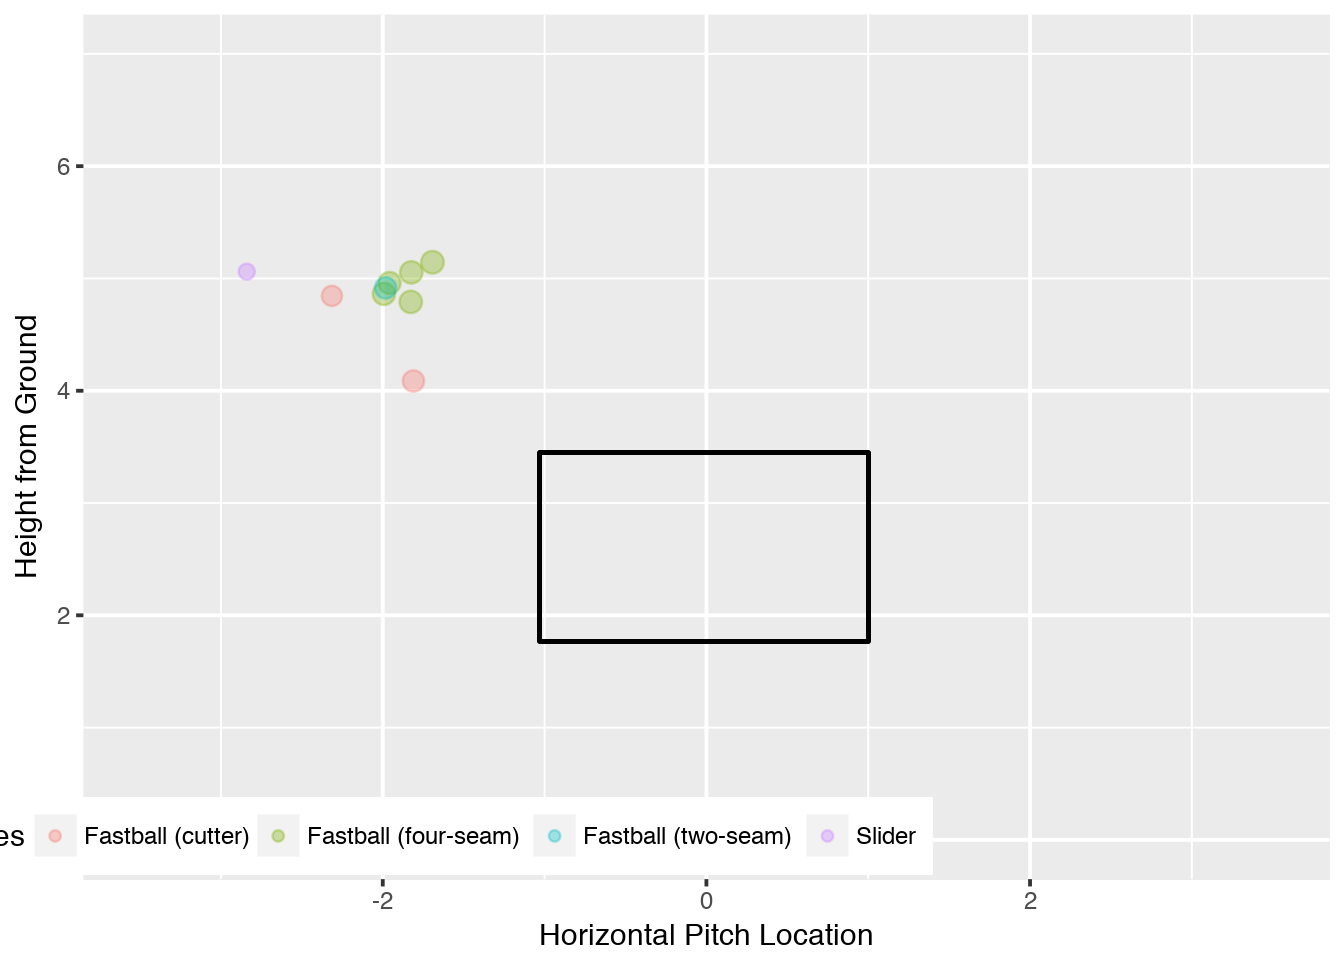 Height from Ground
6
4
2
es Fastball (cutter) Fastball (four-seam) Fastball (two-seam) Slider
-2 0 2
Horizontal Pitch Location